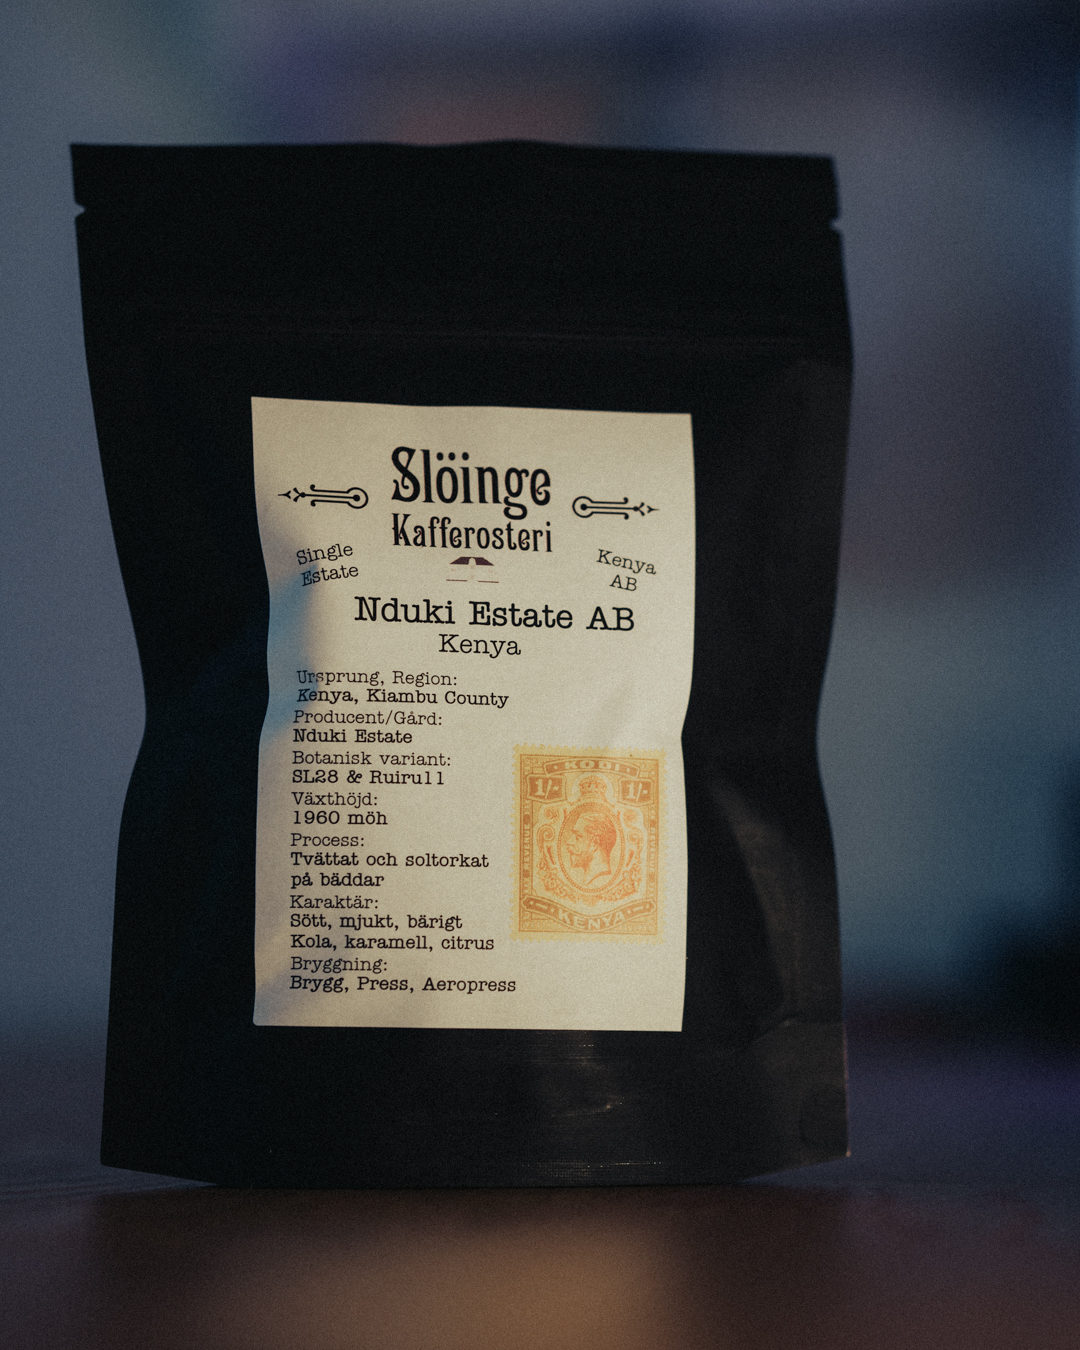 Slöinge
Kafferosteri
Single
Estate
Kenya
AB
Nduki Estate AB
Kenya
Ursprung, Region:
Kenya, Kiambu County
Producent/Gård:
Nduki Estate
Botanisk variant:
SL28 & Ruiru11
Växthöjd:
1960 möh
Process:
Tvättat och soltorkat
på bäddar
Karaktär:
Sött, mjukt, bärigt
Kola, karamell, citrus
Bryggning:
Brygg, Press, Aeropress
KODI
1/- 1/-
KENYA